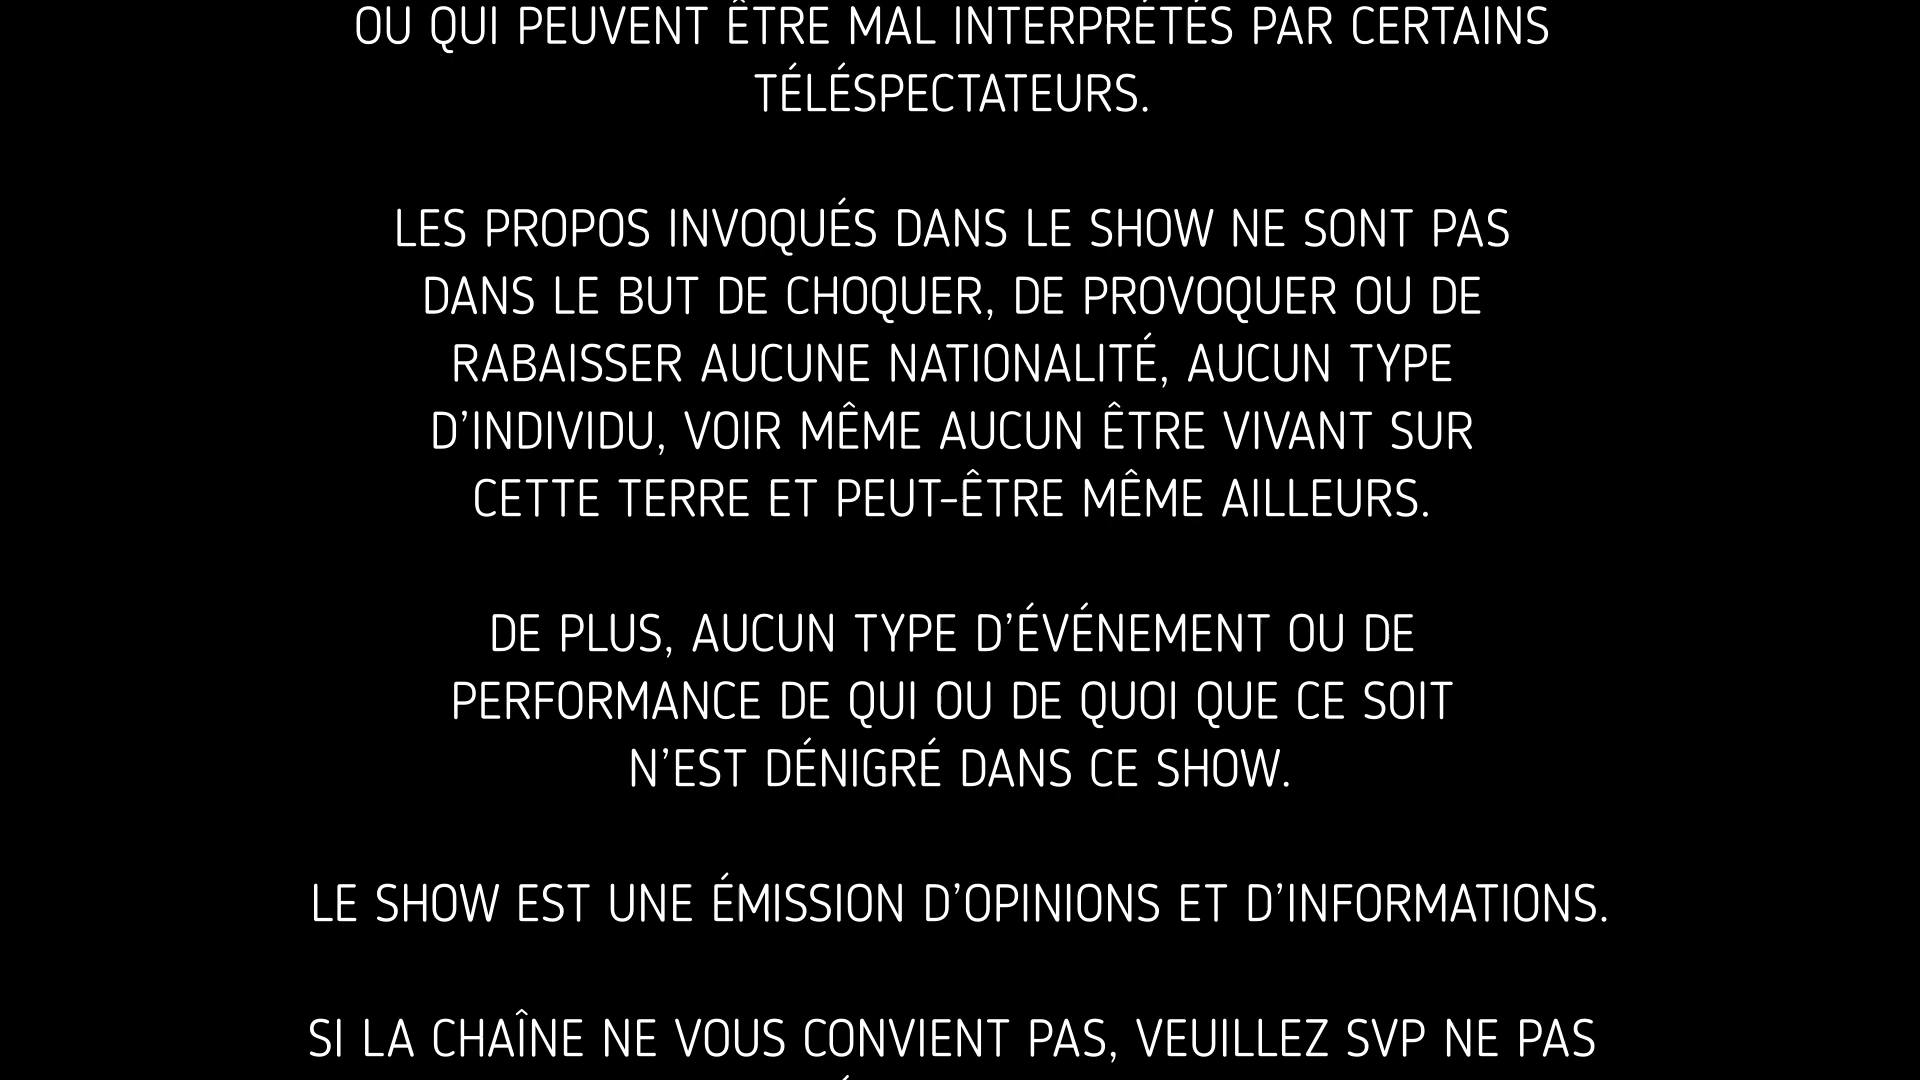 OU QUI PEUVENT ÊTRE MAL INTERPRÉTÉS PAR CERTAINS
TÉLÉSPECTATEURS.
LES PROPOS INVOQUÉS DANS LE SHOW NE SONT PAS
DANS LE BUT DE CHOQUER, DE PROVOQUER OU DE
RABAISSER AUCUNE NATIONALITÉ, AUCUN TYPE
D’INDIVIDU, VOIR MÊME AUCUN ÊTRE VIVANT SUR
CETTE TERRE ET PEUT-ÊTRE MÊME AILLEURS.
DE PLUS, AUCUN TYPE D’ÉVÉNEMENT OU DE
PERFORMANCE DE QUI OU DE QUOI QUE CE SOIT
N’EST DÉNIGRÉ DANS CE SHOW.
LE SHOW EST UNE ÉMISSION D’OPINIONS ET D’INFORMATIONS.
SI LA CHAÎNE NE VOUS CONVIENT PAS, VEUILLEZ SVP NE PAS